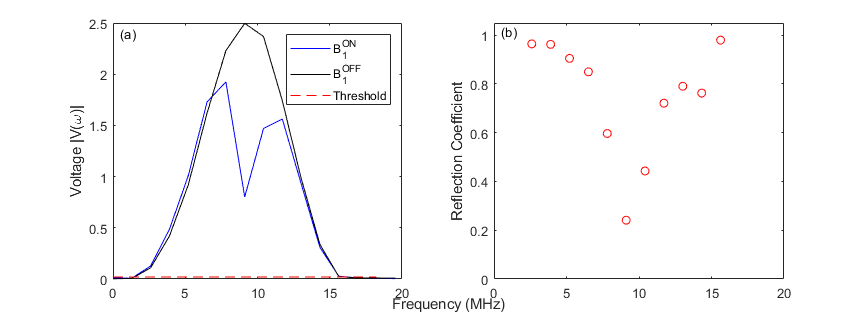 (a)
B₁ᴼᴺ
B₁ᴼᶠᶠ
Threshold
Voltage |V(ω)|
2.5
2
1.5
1
0.5
0
0 5 10 15 20
(b)
Reflection Coefficient
1
0.8
0.6
0.4
0.2
0
0 5 10 15 20
Frequency (MHz)